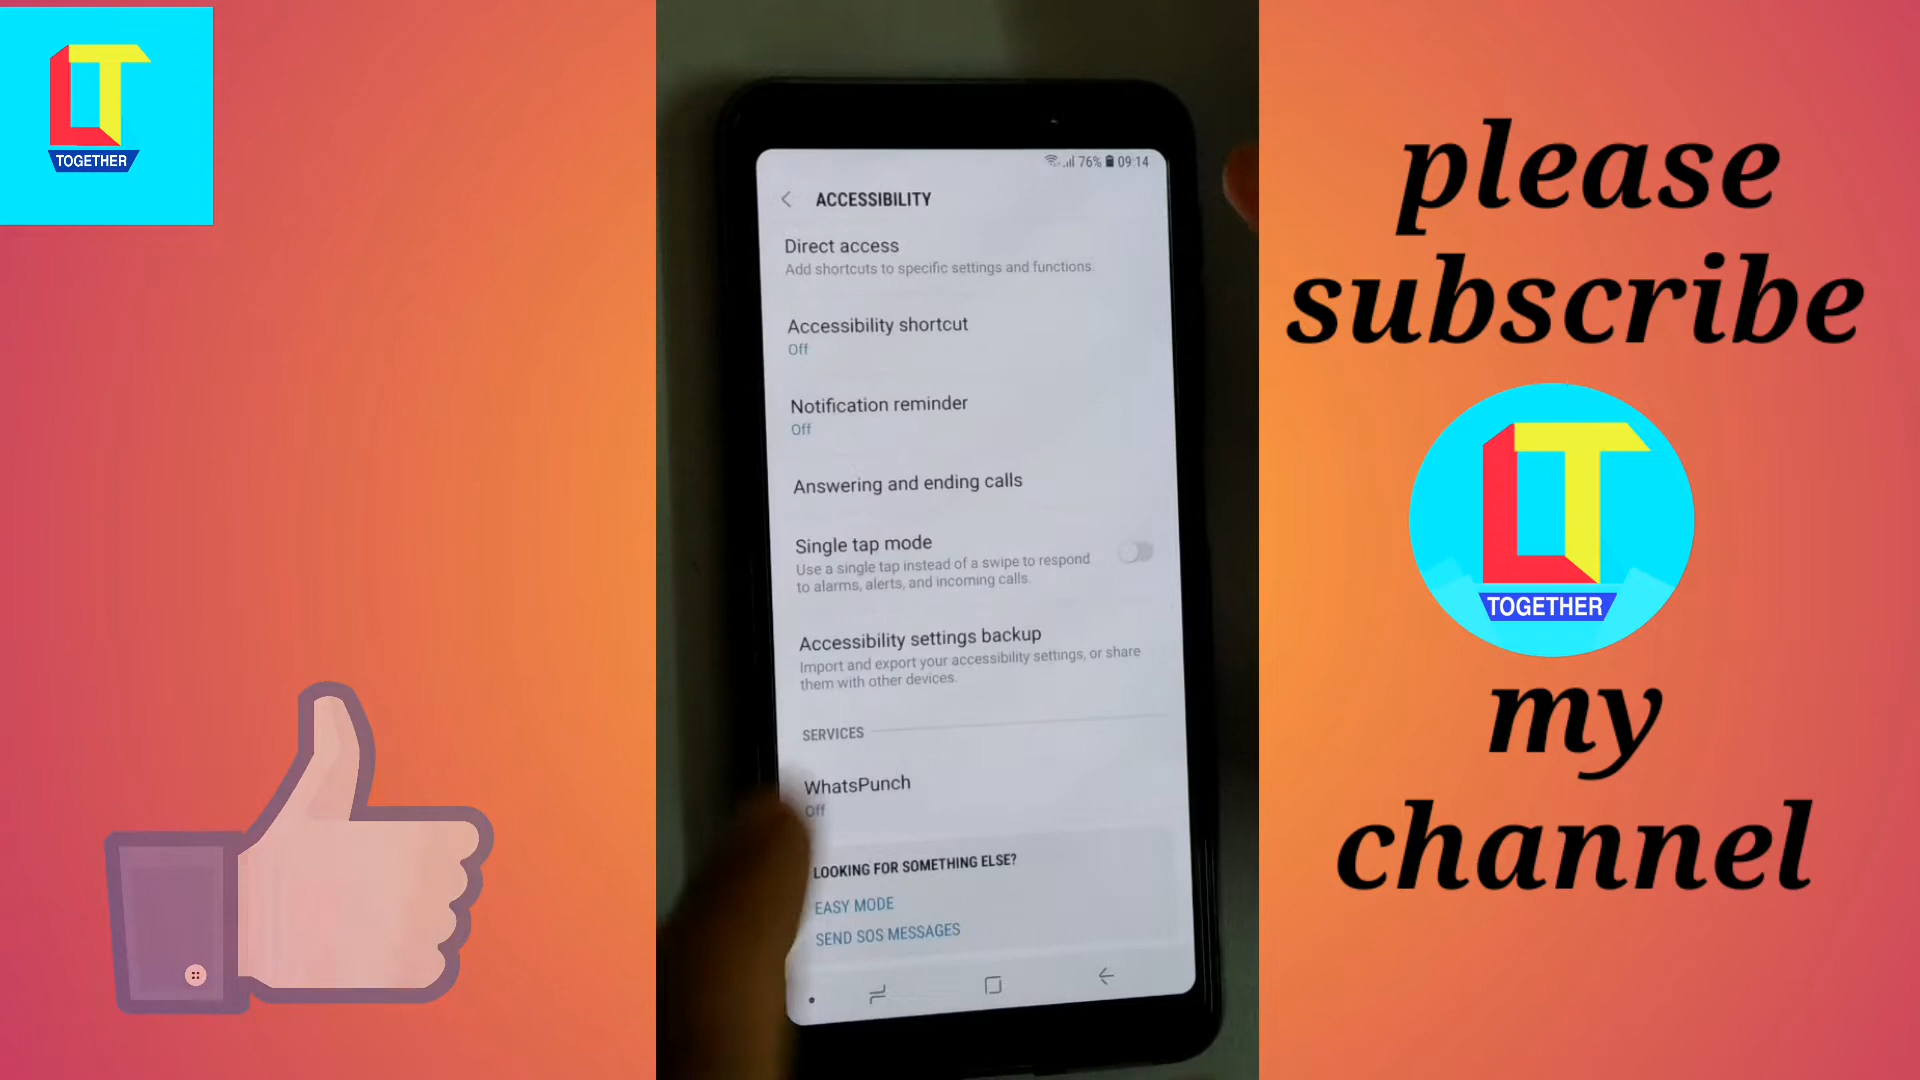 LT
TOGETHER
76% 09:14
ACCESSIBILITY
Direct access
Add shortcuts to specific settings and functions.
Accessibility shortcut
Off
Notification reminder
Off
Answering and ending calls
Single tap mode
Use a single tap instead of a swipe to respond
to alarms, alerts, and incoming calls.
Accessibility settings backup
Import and export your accessibility settings, or share
them with other devices.
SERVICES
WhatsPunch
Off
LOOKING FOR SOMETHING ELSE?
EASY MODE
SEND SOS MESSAGES
please
subscribe
LT
TOGETHER
my
channel